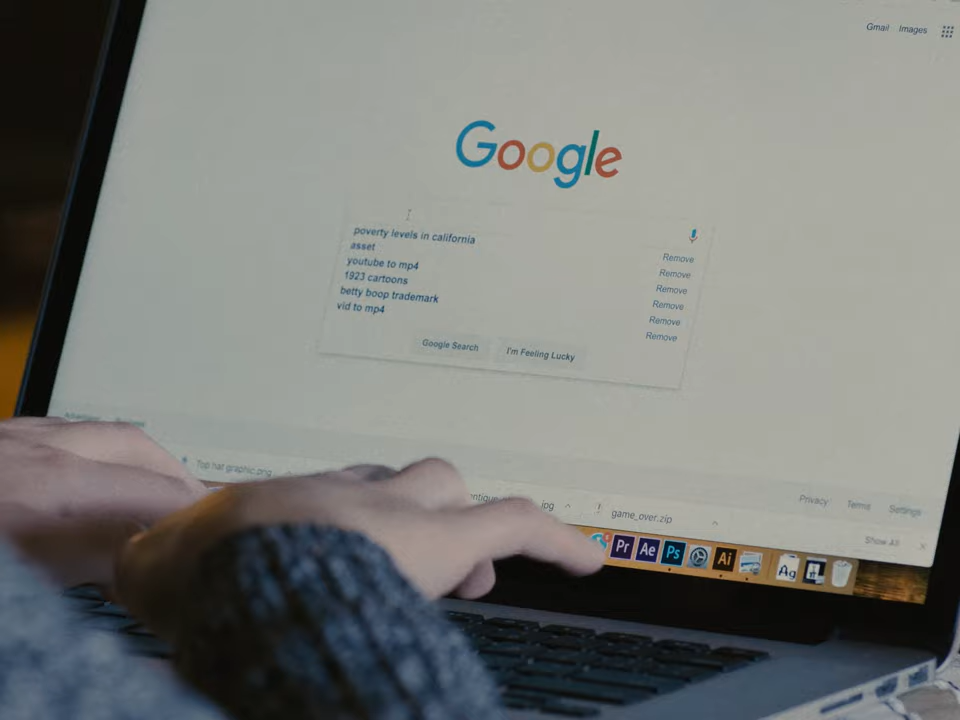 Gmail Images
Google
poverty levels in california
Remove
asset
Remove
youtube to mp4
Remove
1923 cartoons
Remove
betty boop trademark
Remove
vid to mp4
Remove
Google Search I'm Feeling Lucky
Privacy Terms Settings
Top hat graphic.png
.jpg
game_over.zip
Show All
Pr Ae Ps Ai Ag